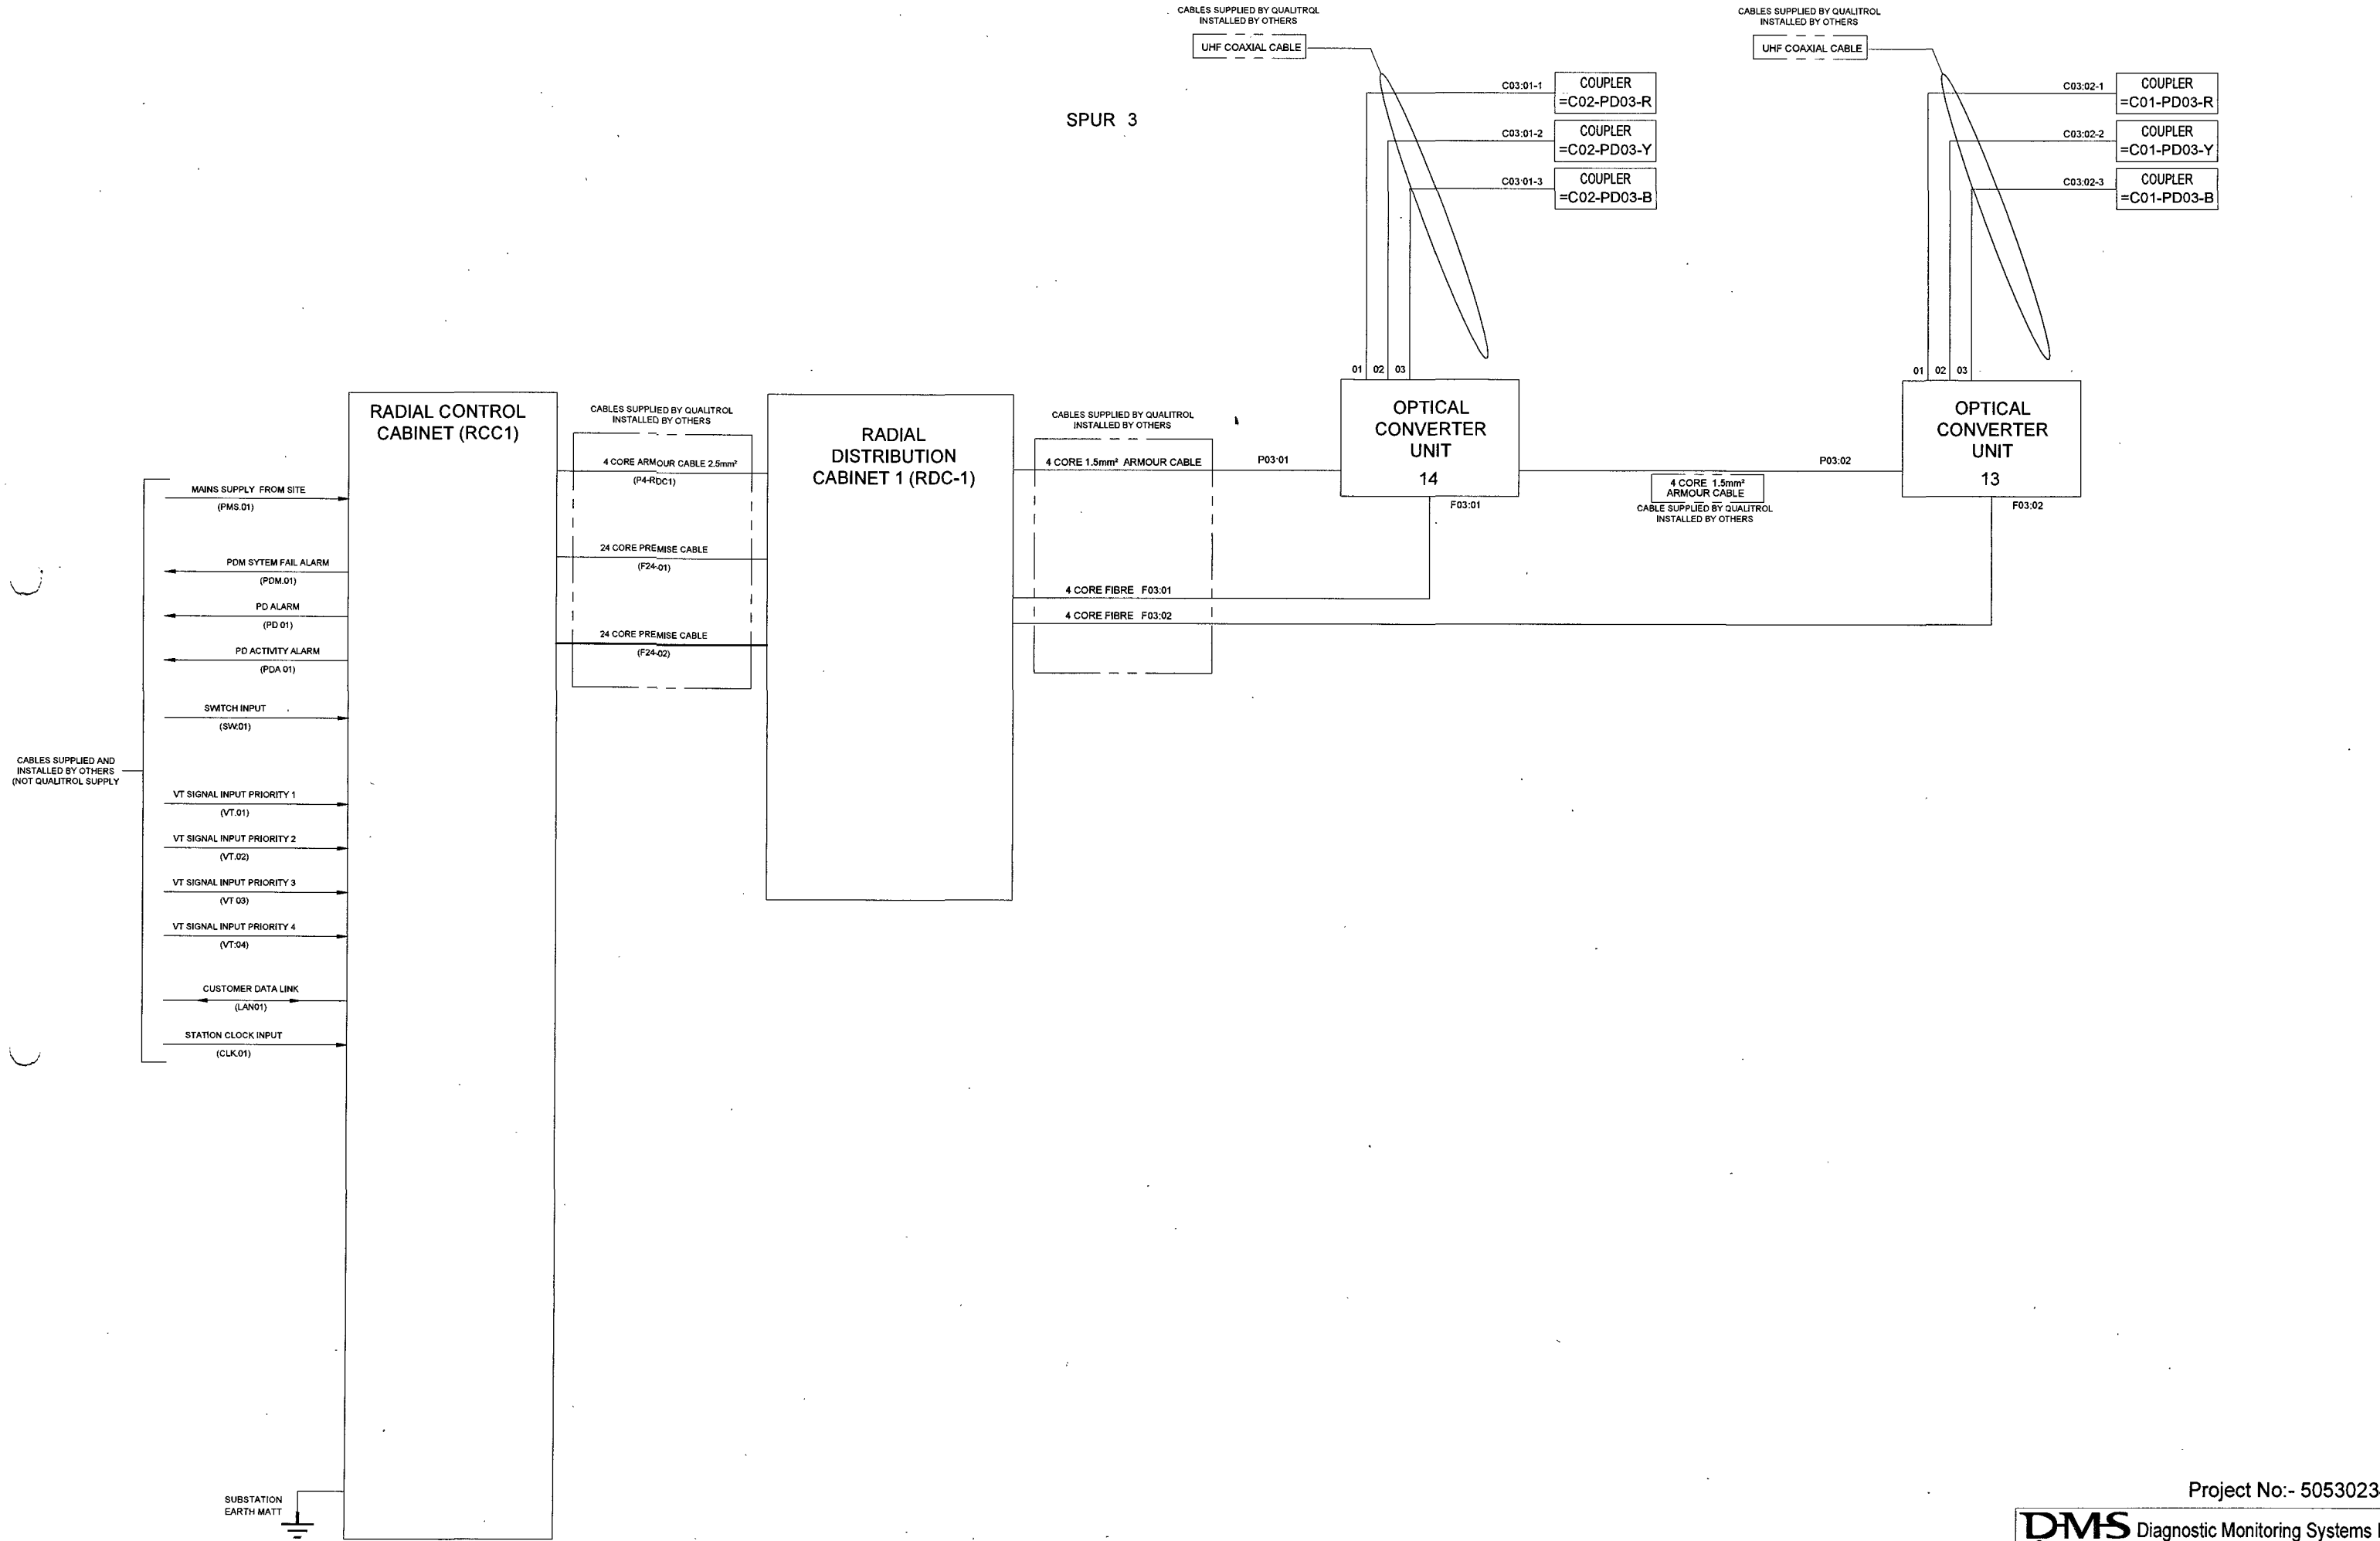 CABLES SUPPLIED BY QUALITROL
INSTALLED BY OTHERS
UHF COAXIAL CABLE
CABLES SUPPLIED BY QUALITROL
INSTALLED BY OTHERS
UHF COAXIAL CABLE
SPUR 3
C03:01-1
COUPLER
=C02-PD03-R
C03:01-2
COUPLER
=C02-PD03-Y
C03:01-3
COUPLER
=C02-PD03-B
C03:02-1
COUPLER
=C01-PD03-R
C03:02-2
COUPLER
=C01-PD03-Y
C03:02-3
COUPLER
=C01-PD03-B
01 02 03
OPTICAL
CONVERTER
UNIT
14
F03:01
01 02 03
OPTICAL
CONVERTER
UNIT
13
F03:02
RADIAL CONTROL
CABINET (RCC1)
CABLES SUPPLIED BY QUALITROL
INSTALLED BY OTHERS
4 CORE ARMOUR CABLE 2.5mm²
(P4-RDC1)
24 CORE PREMISE CABLE
(F24-01)
24 CORE PREMISE CABLE
(F24-02)
RADIAL
DISTRIBUTION
CABINET 1 (RDC-1)
CABLES SUPPLIED BY QUALITROL
INSTALLED BY OTHERS
4 CORE 1.5mm² ARMOUR CABLE
P03:01
4 CORE FIBRE F03:01
4 CORE FIBRE F03:02
P03:02
4 CORE 1.5mm²
ARMOUR CABLE
CABLE SUPPLIED BY QUALITROL
INSTALLED BY OTHERS
MAINS SUPPLY FROM SITE
(PMS.01)
PDM SYTEM FAIL ALARM
(PDM.01)
PD ALARM
(PD 01)
PD ACTIVITY ALARM
(PDA 01)
SWITCH INPUT
(SW.01)
CABLES SUPPLIED AND
INSTALLED BY OTHERS
(NOT QUALITROL SUPPLY
VT SIGNAL INPUT PRIORITY 1
(VT.01)
VT SIGNAL INPUT PRIORITY 2
(VT.02)
VT SIGNAL INPUT PRIORITY 3
(VT 03)
VT SIGNAL INPUT PRIORITY 4
(VT:04)
CUSTOMER DATA LINK
(LAN01)
STATION CLOCK INPUT
(CLK.01)
SUBSTATION
EARTH MATT
Project No:- 5053023
DMS Diagnostic Monitoring Systems